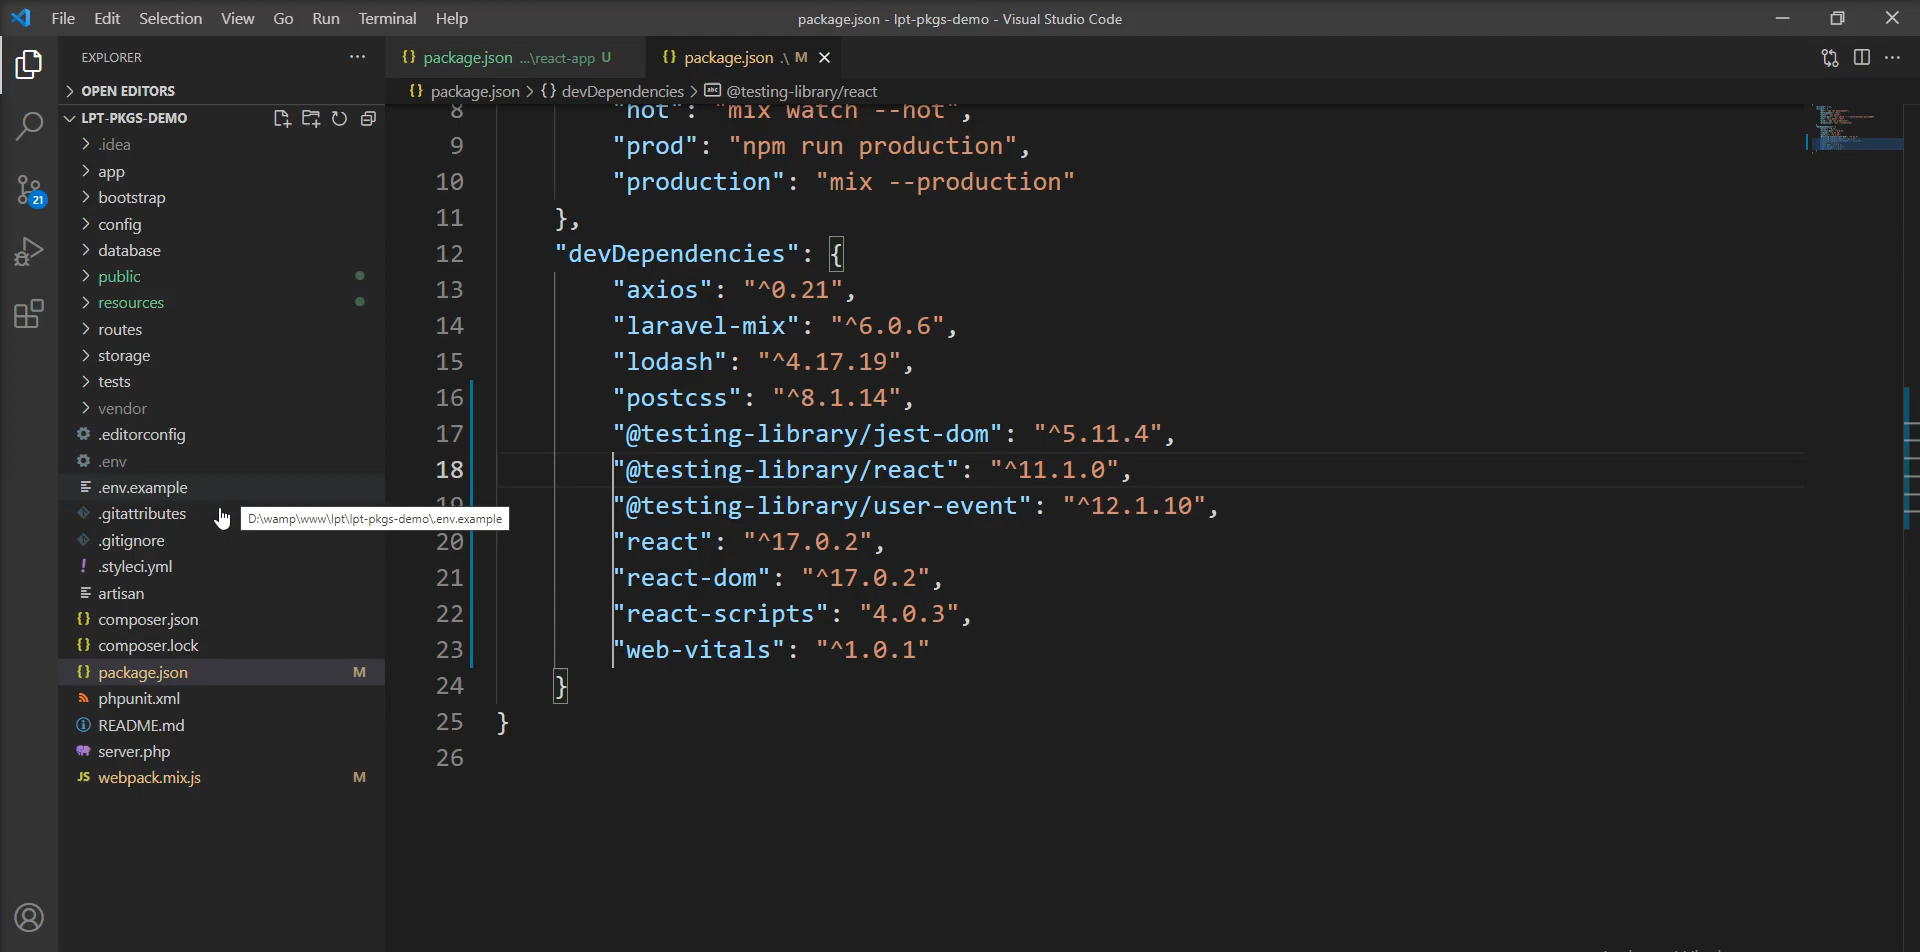 File Edit Selection View Go Run Terminal Help
package.json - lpt-pkgs-demo - Visual Studio Code
EXPLORER
OPEN EDITORS
LPT-PKGS-DEMO
.idea
app
bootstrap
config
database
public
resources
routes
storage
tests
vendor
.editorconfig
.env
.env.example
.gitattributes
.gitignore
.styleci.yml
artisan
composer.json
composer.lock
package.json M
phpunit.xml
README.md
server.php
JS webpack.mix.js M
21
D:\wamp\www\lpt\lpt-pkgs-demo\.env.example
{} package.json ...\react-app U
{} package.json .\ M
{} package.json > {} devDependencies > @testing-library/react
8 "hot": "mix watch --hot",
9 "prod": "npm run production",
10 "production": "mix --production"
11 },
12 "devDependencies": {
13 "axios": "^0.21",
14 "laravel-mix": "^6.0.6",
15 "lodash": "^4.17.19",
16 "postcss": "^8.1.14",
17 "@testing-library/jest-dom": "^5.11.4",
18 "@testing-library/react": "^11.1.0",
19 "@testing-library/user-event": "^12.1.10",
20 "react": "^17.0.2",
21 "react-dom": "^17.0.2",
22 "react-scripts": "4.0.3",
23 "web-vitals": "^1.0.1"
24 }
25 }
26